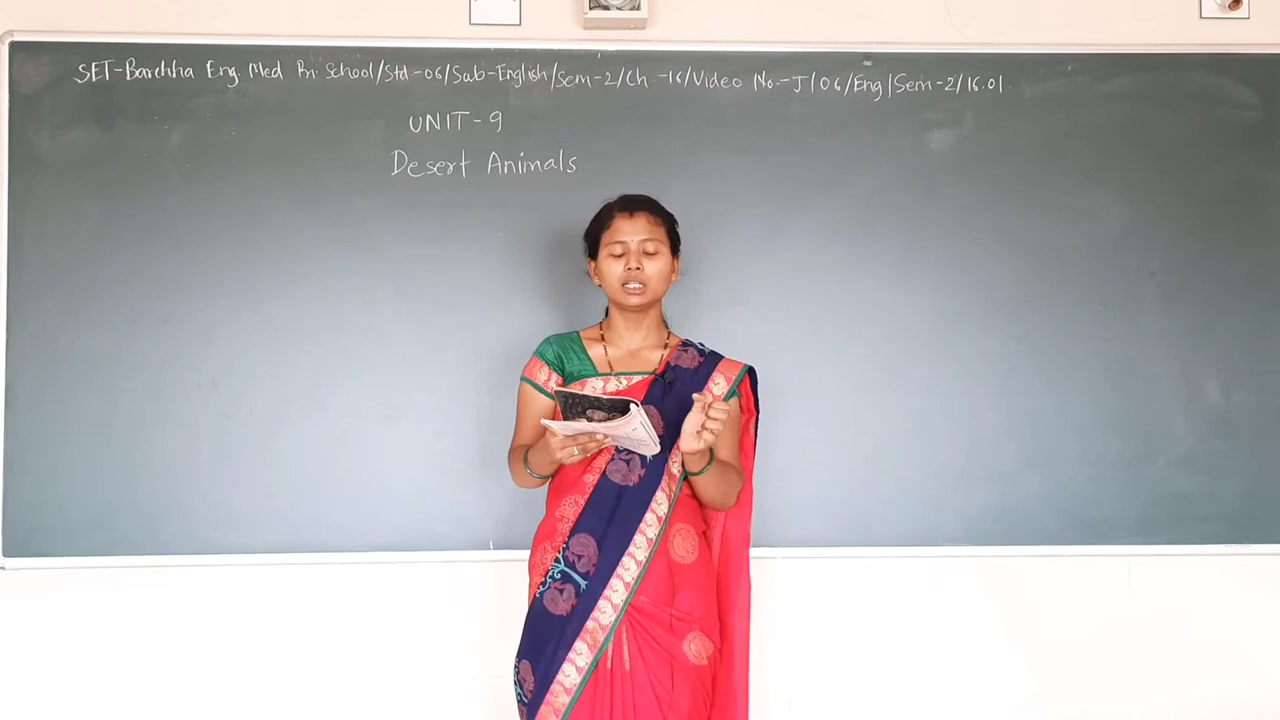 SET-Barchha Eng. Med Pri. School/Std-06/Sub-English/Sem-2/Ch-16/Video No.-J/06/Eng/Sem-2/16.01
UNIT-9
Desert Animals